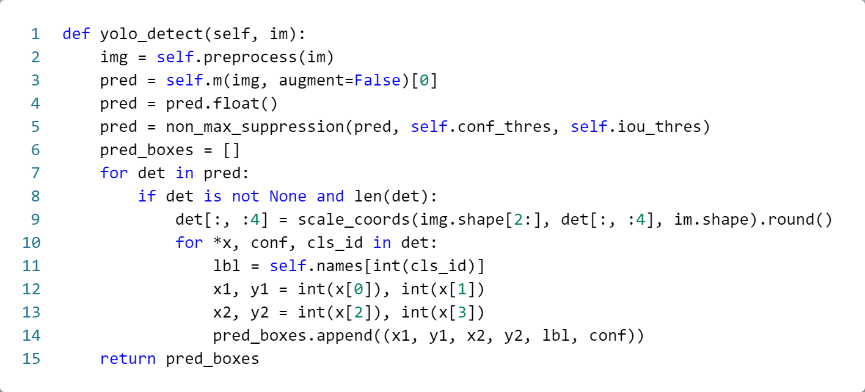 1 def yolo_detect(self, im):
2     img = self.preprocess(im)
3     pred = self.m(img, augment=False)[0]
4     pred = pred.float()
5     pred = non_max_suppression(pred, self.conf_thres, self.iou_thres)
6     pred_boxes = []
7     for det in pred:
8         if det is not None and len(det):
9             det[:, :4] = scale_coords(img.shape[2:], det[:, :4], im.shape).round()
10             for *x, conf, cls_id in det:
11                 lbl = self.names[int(cls_id)]
12                 x1, y1 = int(x[0]), int(x[1])
13                 x2, y2 = int(x[2]), int(x[3])
14                 pred_boxes.append((x1, y1, x2, y2, lbl, conf))
15     return pred_boxes